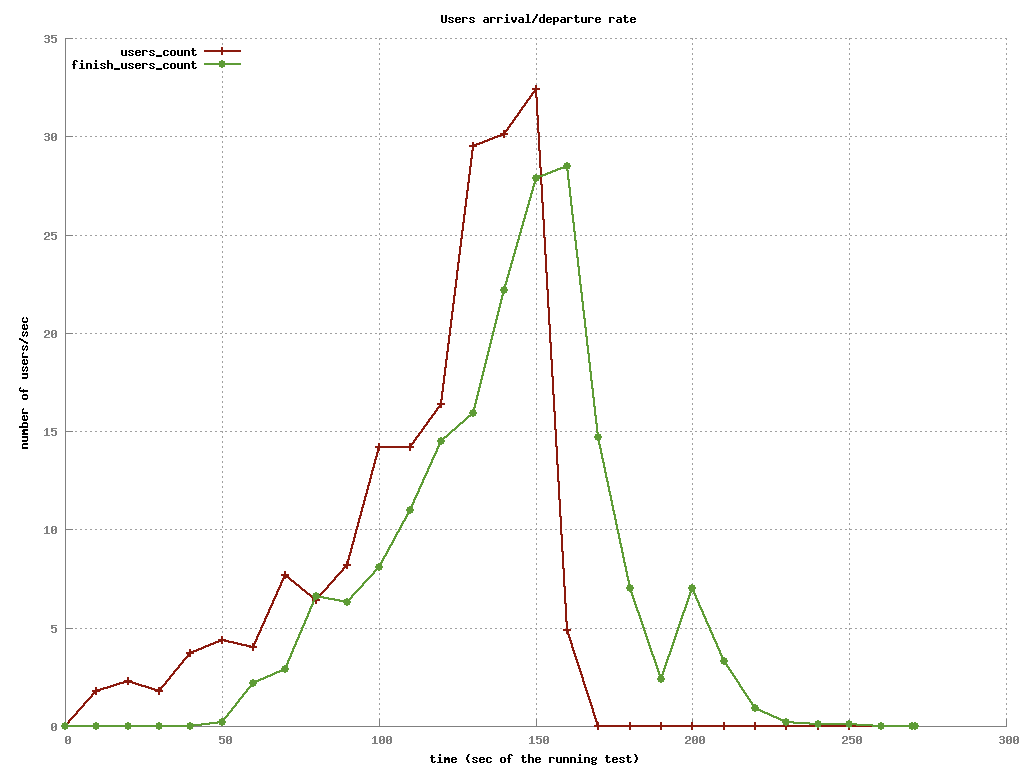 Users arrival/departure rate
users_count
finish_users_count
35
30
25
20
15
10
5
0
number of users/sec
0 50 100 150 200 250 300
time (sec of the running test)